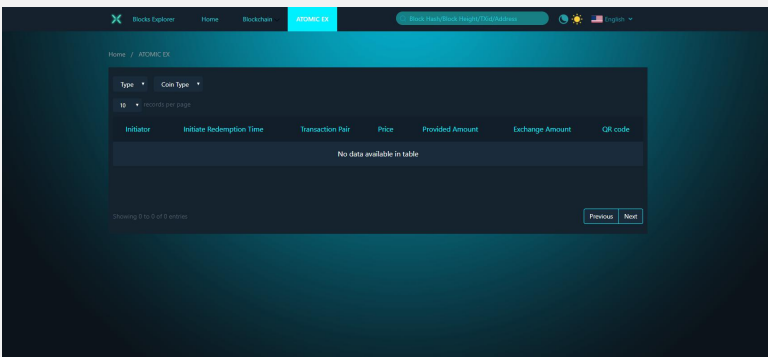 Blocks Explorer Home Blockchain ATOMIC EX Block Hash/Block Height/TXid/Address English
Home / ATOMIC EX
Type Coin Type
10 records per page
Initiator Initiate Redemption Time Transaction Pair Price Provided Amount Exchange Amount QR code
No data available in table
Showing 0 to 0 of 0 entries Previous Next